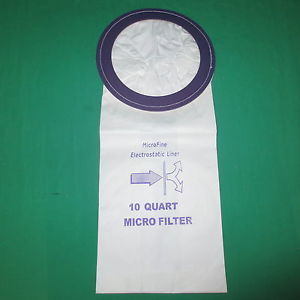 MicroFine
Electrostatic Liner
10 QUART
MICRO FILTER